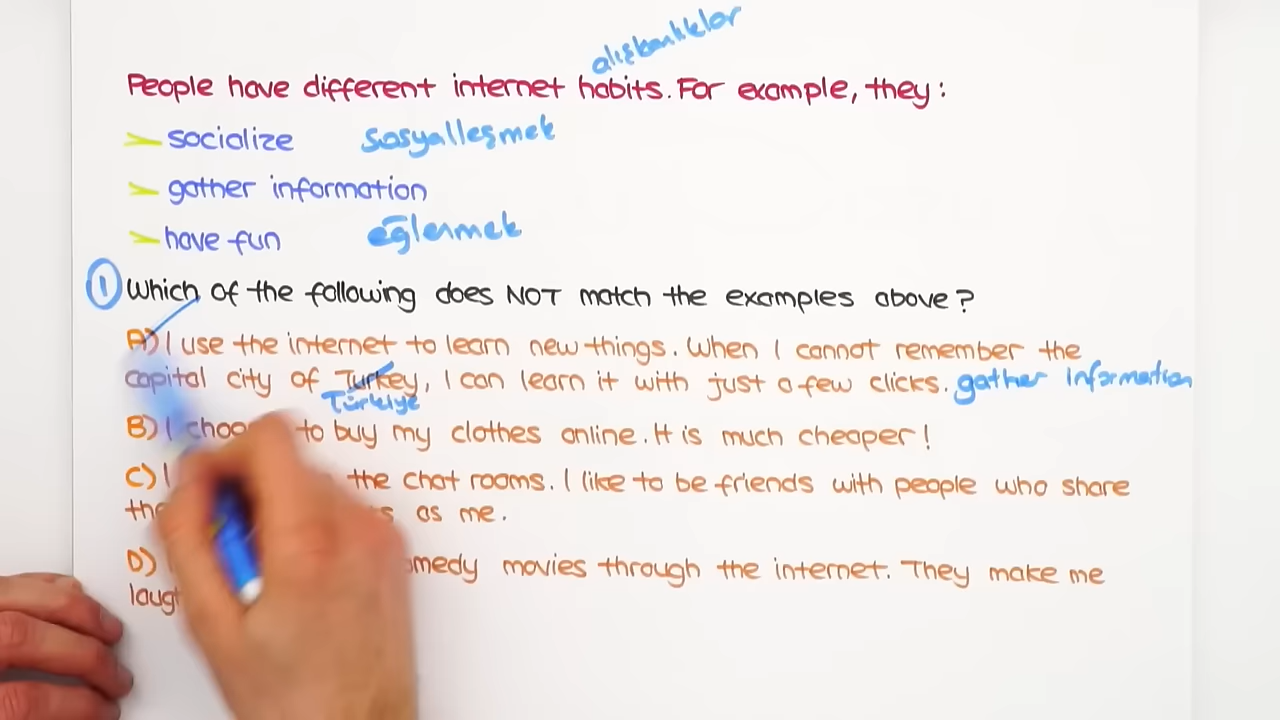 alışkanlıklar
People have different internet habits. For example, they:
➤ socialize sosyalleşmek
➤ gather information
➤ have fun eğlenmek
1 Which of the following does NOT match the examples above?
A) I use the internet to learn new things. When I cannot remember the
capital city of Turkey, I can learn it with just a few clicks. gather information
Türkiye
B) I to buy my clothes online. It is much cheaper!
C) I the chat rooms. I like to be friends with people who share
as me.
D) movies through the internet. They make me